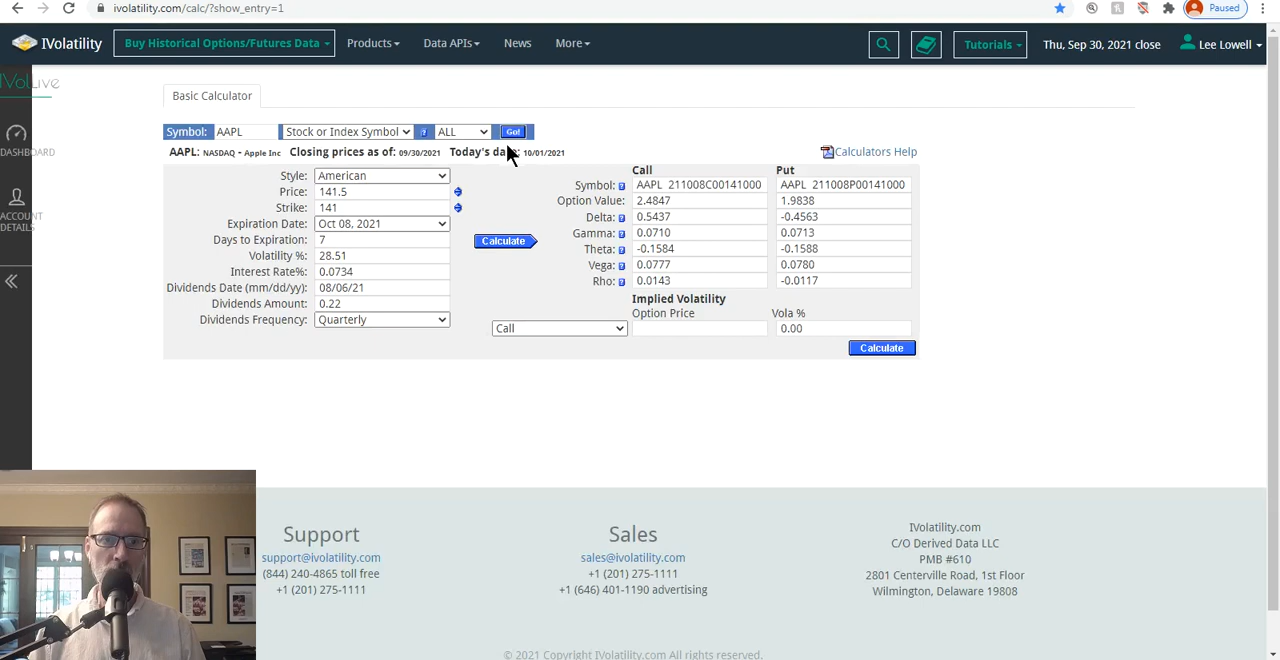 ivolatility.com/calc/?show_entry=1
Paused
IVolatility
Buy Historical Options/Futures Data
Products
Data APIs
News
More
Tutorials
Thu, Sep 30, 2021 close
Lee Lowell
IVolLive
DASHBOARD
ACCOUNT
DETAILS
Basic Calculator
Symbol: AAPL Stock or Index Symbol ? ALL Go!
AAPL: NASDAQ - Apple Inc Closing prices as of: 09/30/2021 Today's date: 10/01/2021
Calculators Help
Style: American
Price: 141.5
Strike: 141
Expiration Date: Oct 08, 2021
Days to Expiration: 7
Volatility %: 28.51
Interest Rate%: 0.0734
Dividends Date (mm/dd/yy): 08/06/21
Dividends Amount: 0.22
Dividends Frequency: Quarterly
Calculate
Call Put
Symbol: ? AAPL 211008C00141000 AAPL 211008P00141000
Option Value: 2.4847 1.9838
Delta: ? 0.5437 -0.4563
Gamma: ? 0.0710 0.0713
Theta: ? -0.1584 -0.1588
Vega: ? 0.0777 0.0780
Rho: ? 0.0143 -0.0117
Implied Volatility
Option Price Vola %
Call 0.00
Calculate
Support
support@ivolatility.com
(844) 240-4865 toll free
+1 (201) 275-1111
Sales
sales@ivolatility.com
+1 (201) 275-1111
+1 (646) 401-1190 advertising
IVolatility.com
C/O Derived Data LLC
PMB #610
2801 Centerville Road, 1st Floor
Wilmington, Delaware 19808
© 2021 Copyright IVolatility.com All rights reserved.